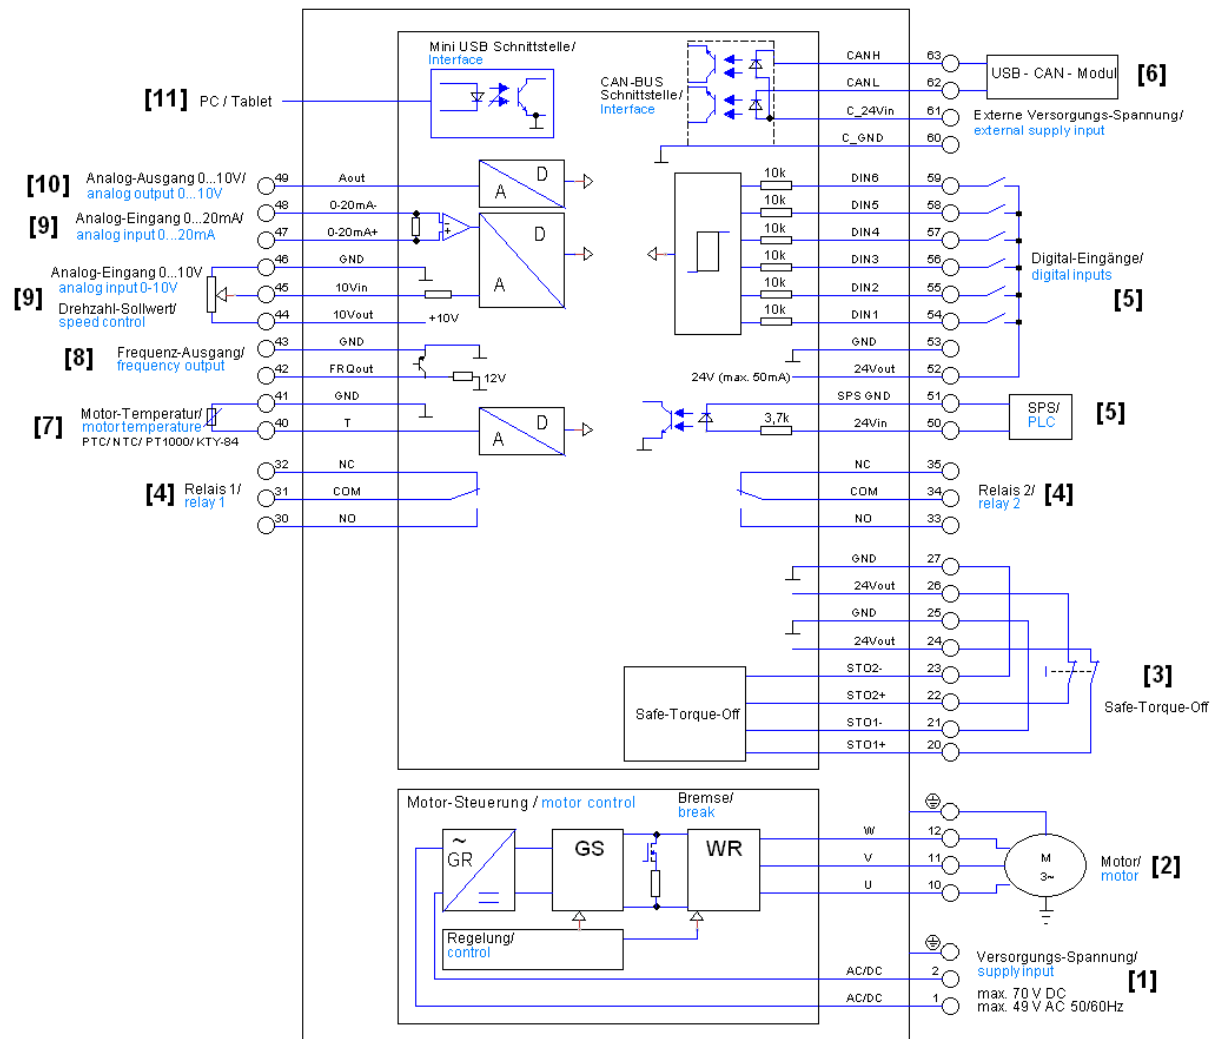 Mini USB Schnittstelle/
Interface
[11] PC / Tablet
CAN-BUS
Schnittstelle/
Interface
CANH 63
CANL 62
C_24Vin 61
C_GND 60
USB - CAN - Modul [6]
Externe Versorgungs-Spannung/
external supply input
[10] Analog-Ausgang 0...10V/
analog output 0...10V
49 Aout
A D
[9] Analog-Eingang 0...20mA/
analog input 0...20mA
48 0-20mA-
47 0-20mA+
A D
Analog-Eingang 0...10V
analog input 0-10V
[9] Drehzahl-Sollwert/
speed control
46 GND
45 10Vin
44 10Vout +10V
[8] Frequenz-Ausgang/
frequency output
43 GND
42 FRQout 12V
[7] Motor-Temperatur/
motor temperature
PTC/ NTC/ PT1000/ KTY-84
41 GND
40 T
A D
10k DIN6 59
10k DIN5 58
10k DIN4 57
10k DIN3 56
10k DIN2 55
10k DIN1 54
GND 53
24V (max. 50mA) 24Vout 52
Digital-Eingänge/
digital inputs
[5]
SPS GND 51
3,7k 24Vin 50
SPS/
PLC
[5]
[4] Relais 1/
relay 1
32 NC
31 COM
30 NO
NC 35
COM 34
NO 33
Relais 2/
relay 2
[4]
GND 27
24Vout 26
GND 25
24Vout 24
STO2- 23
STO2+ 22
STO1- 21
STO1+ 20
Safe-Torque-Off
[3]
Safe-Torque-Off
Motor-Steuerung / motor control
Bremse/
break
~
GR
GS
WR
Regelung/
control
W 12
V 11
U 10
M
3~
Motor/
motor
[2]
AC/DC 2
AC/DC 1
Versorgungs-Spannung/
supply input
[1]
max. 70 V DC
max. 49 V AC 50/60Hz